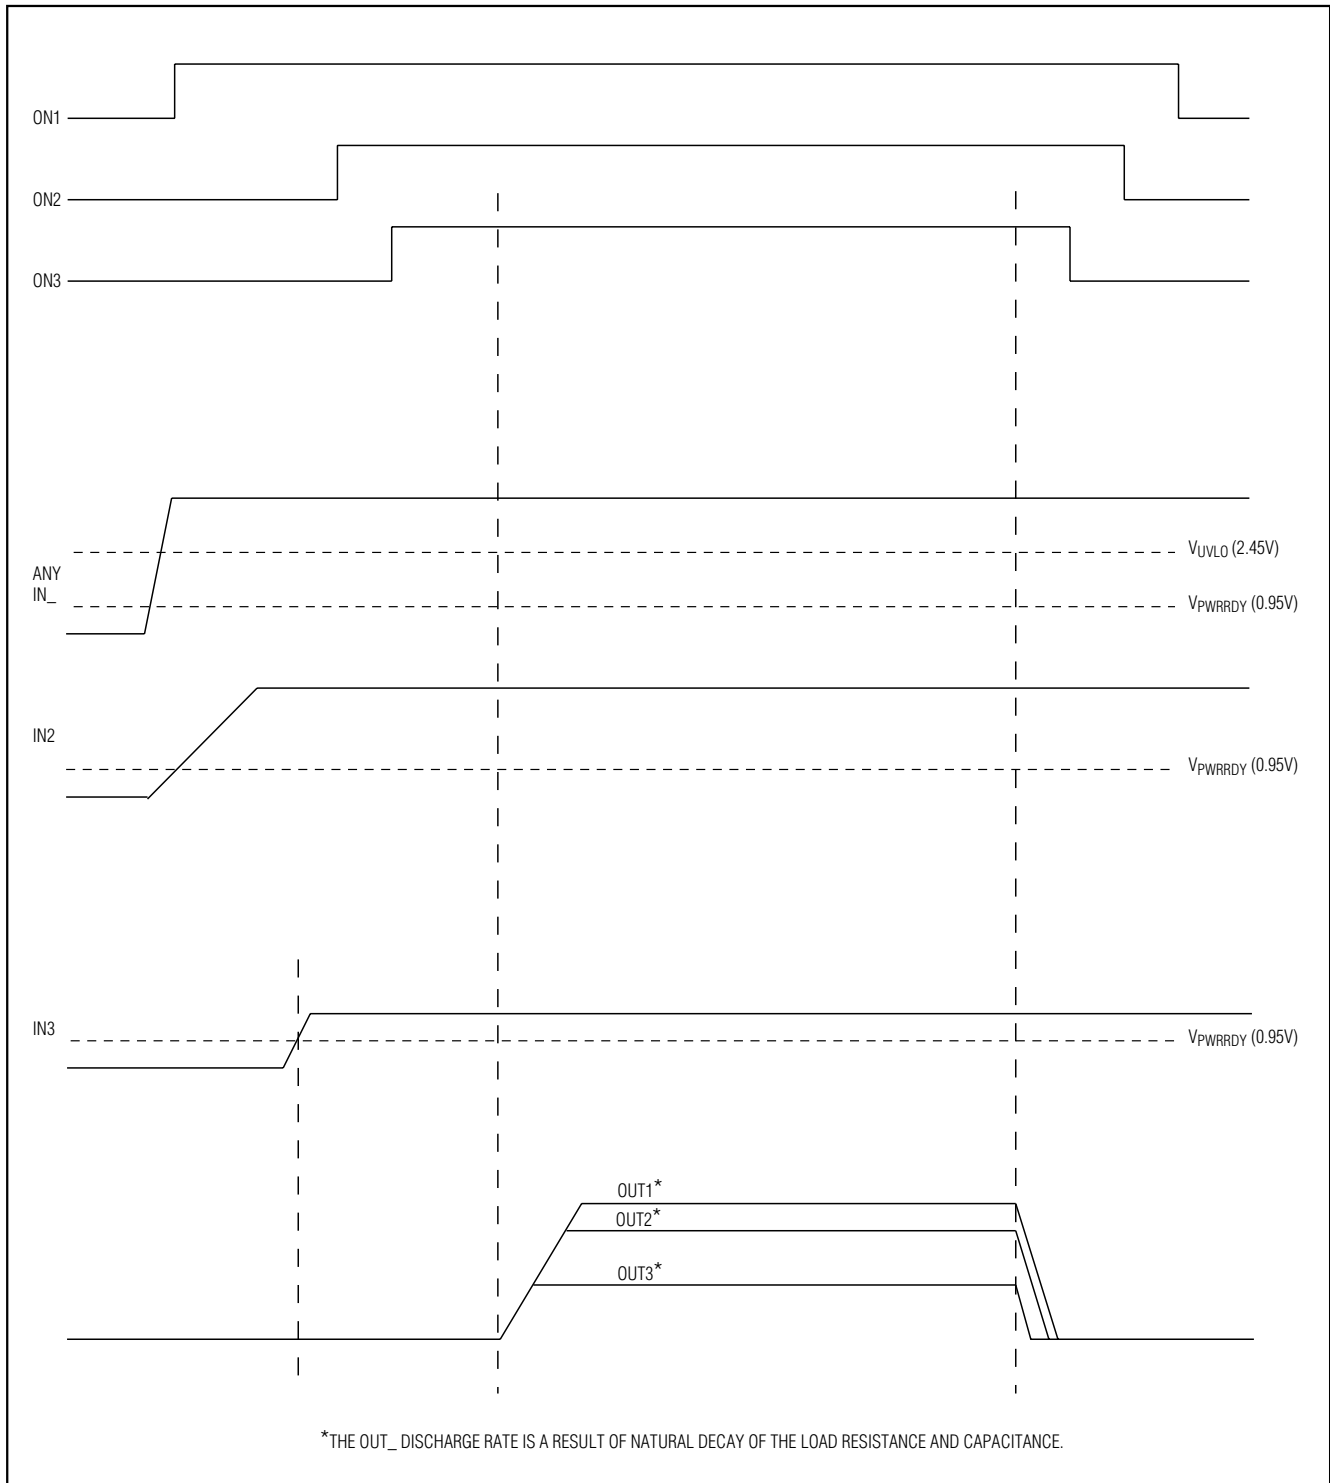 ON1
ON2
ON3
VUVLO (2.45V)
ANY
IN_
VPWRRDY (0.95V)
IN2
VPWRRDY (0.95V)
IN3
VPWRRDY (0.95V)
OUT1*
OUT2*
OUT3*
*THE OUT_ DISCHARGE RATE IS A RESULT OF NATURAL DECAY OF THE LOAD RESISTANCE AND CAPACITANCE.